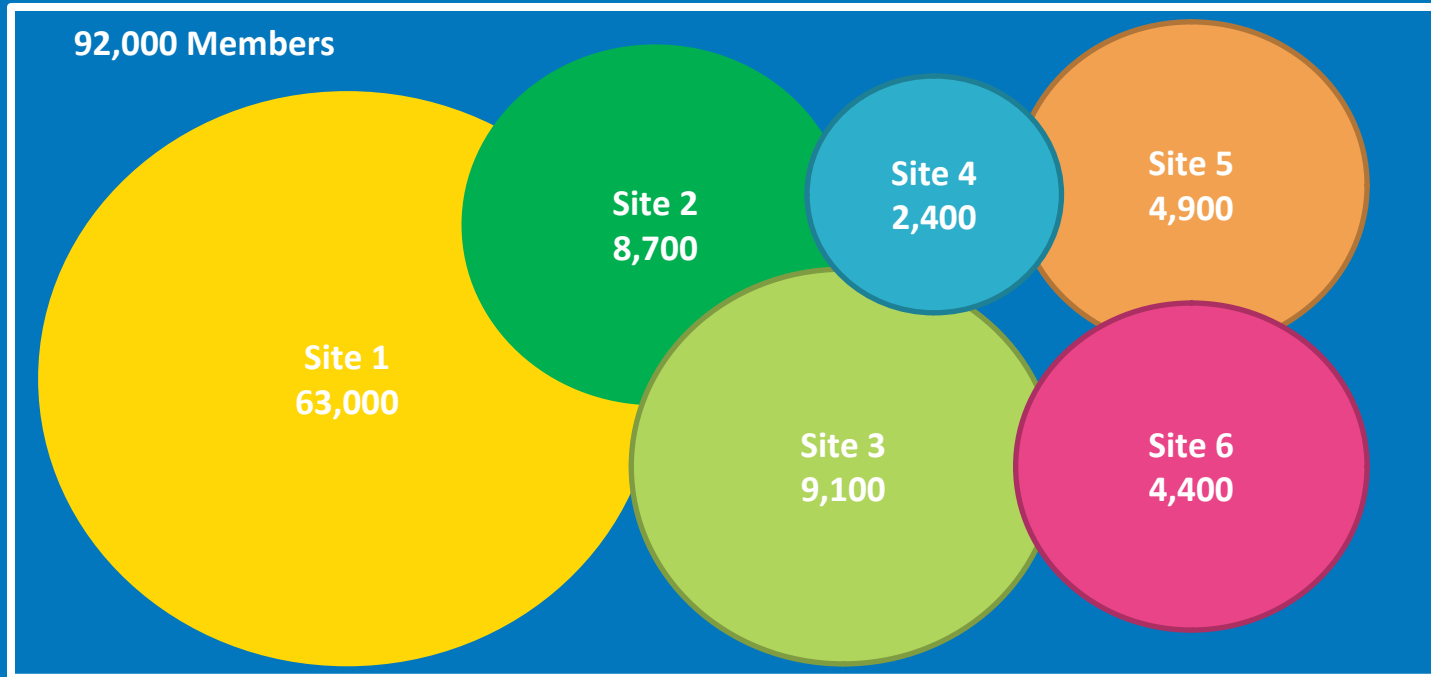 92,000 Members
Site 1
63,000
Site 2
8,700
Site 3
9,100
Site 4
2,400
Site 5
4,900
Site 6
4,400